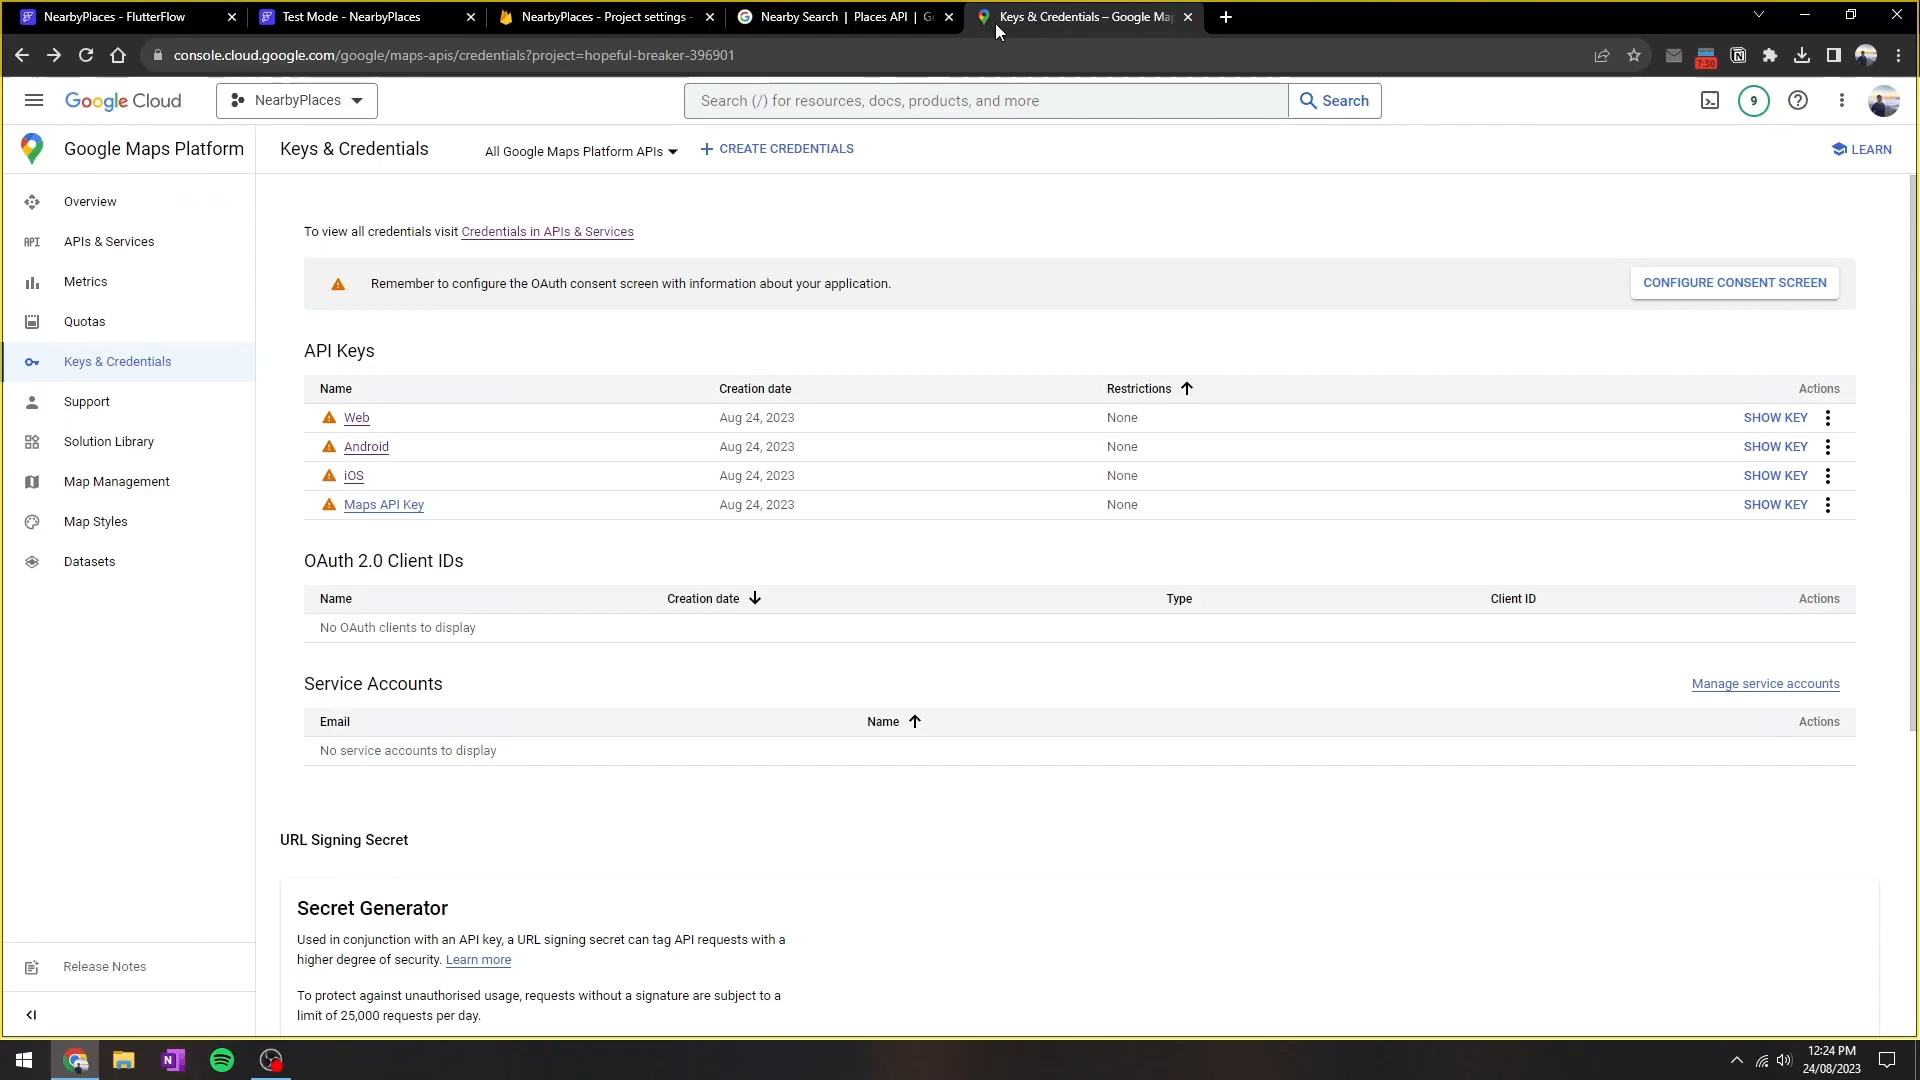 NearbyPlaces - FlutterFlow
Test Mode - NearbyPlaces
NearbyPlaces - Project settings -
Nearby Search | Places API | Go
Keys & Credentials – Google Map
console.cloud.google.com/google/maps-apis/credentials?project=hopeful-breaker-396901
7:30
Google Cloud
NearbyPlaces
Search (/) for resources, docs, products, and more
Search
9
Google Maps Platform
Keys & Credentials
All Google Maps Platform APIs
CREATE CREDENTIALS
LEARN
Overview
API
APIs & Services
Metrics
Quotas
Keys & Credentials
Support
Solution Library
Map Management
Map Styles
Datasets
Release Notes
To view all credentials visit Credentials in APIs & Services
Remember to configure the OAuth consent screen with information about your application.
CONFIGURE CONSENT SCREEN
API Keys
Name Creation date Restrictions Actions
Web Aug 24, 2023 None SHOW KEY
Android Aug 24, 2023 None SHOW KEY
iOS Aug 24, 2023 None SHOW KEY
Maps API Key Aug 24, 2023 None SHOW KEY
OAuth 2.0 Client IDs
Name Creation date Type Client ID Actions
No OAuth clients to display
Service Accounts
Manage service accounts
Email Name Actions
No service accounts to display
URL Signing Secret
Secret Generator
Used in conjunction with an API key, a URL signing secret can tag API requests with a
higher degree of security. Learn more
To protect against unauthorised usage, requests without a signature are subject to a
limit of 25,000 requests per day.
12:24 PM
24/08/2023